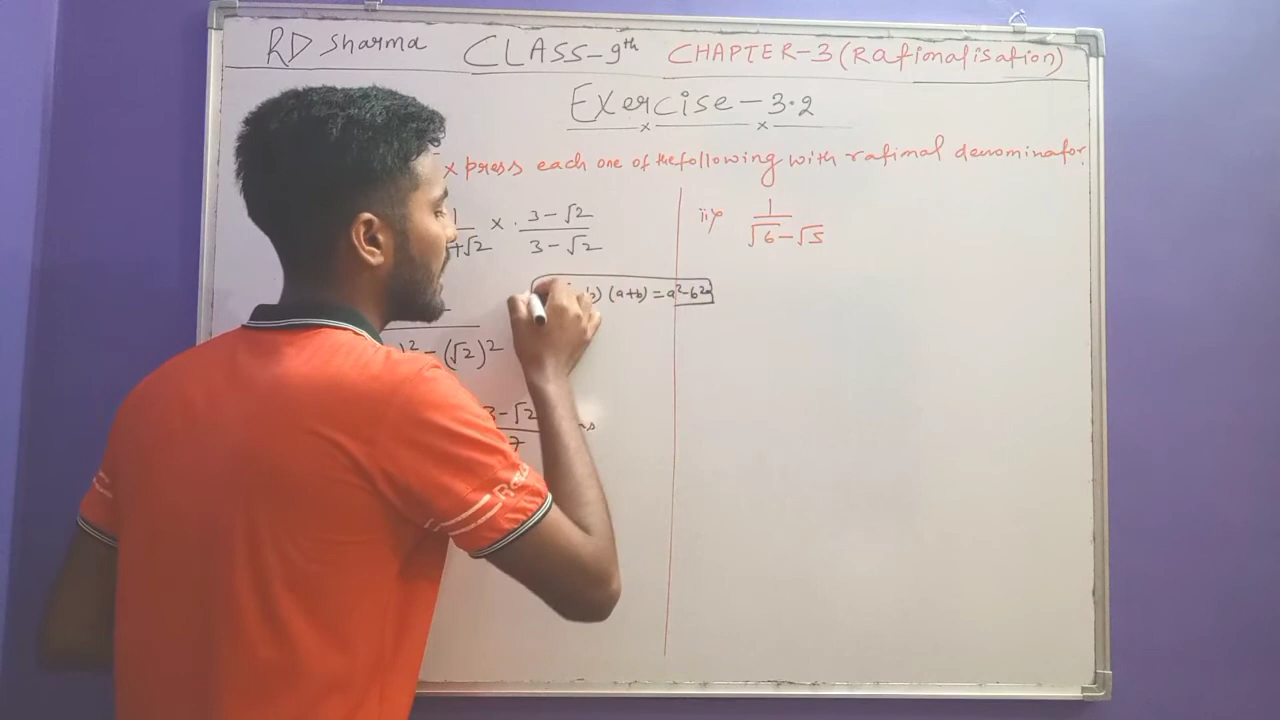 RD Sharma CLASS-9th CHAPTER-3 (Rationalisation)
Exercise-3.2
xpress each one of the following with rational denominator.
1 × . 3-√2
+√2 3-√2
ii> 1
√6-√5
) (a+b) = a²-b²
)² - (√2)²
3-√2
7